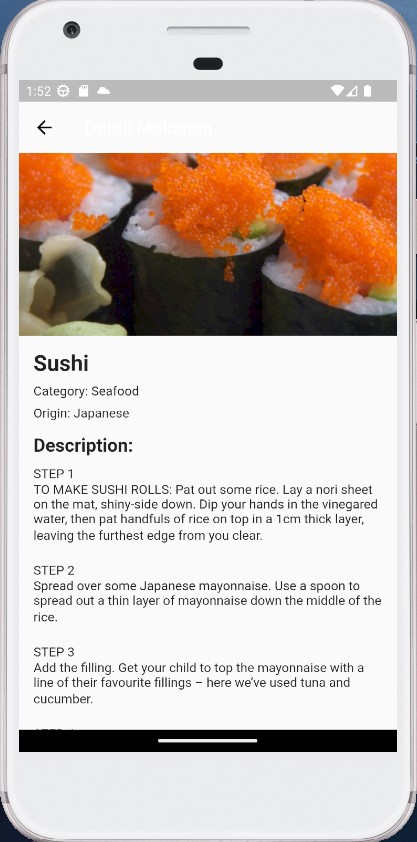 1:52
Detail Makanan
Sushi
Category: Seafood
Origin: Japanese
Description:
STEP 1
TO MAKE SUSHI ROLLS: Pat out some rice. Lay a nori sheet
on the mat, shiny-side down. Dip your hands in the vinegared
water, then pat handfuls of rice on top in a 1cm thick layer,
leaving the furthest edge from you clear.
STEP 2
Spread over some Japanese mayonnaise. Use a spoon to
spread out a thin layer of mayonnaise down the middle of the
rice.
STEP 3
Add the filling. Get your child to top the mayonnaise with a
line of their favourite fillings – here we’ve used tuna and
cucumber.